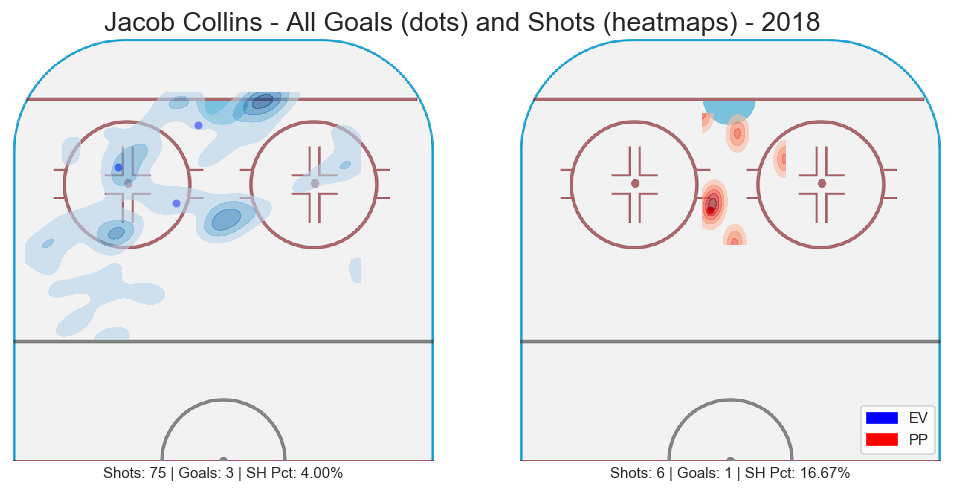 Jacob Collins - All Goals (dots) and Shots (heatmaps) - 2018
EV
PP
Shots: 75 | Goals: 3 | SH Pct: 4.00%
Shots: 6 | Goals: 1 | SH Pct: 16.67%